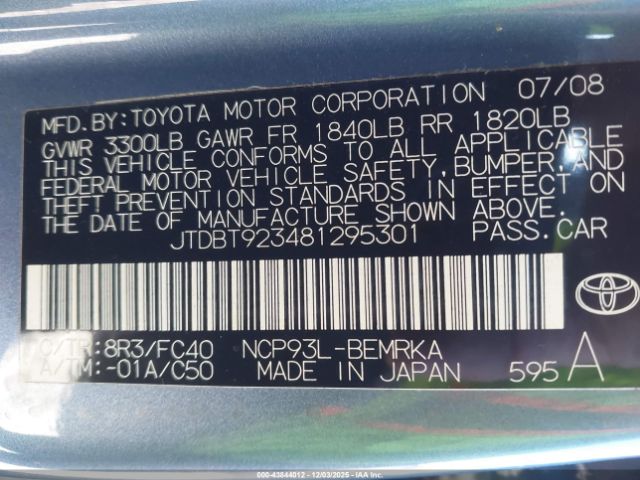 MFD. BY: TOYOTA MOTOR CORPORATION 07/08
GVWR 3300LB GAWR FR 1840LB RR 1820LB
THIS VEHICLE CONFORMS TO ALL APPLICABLE
FEDERAL MOTOR VEHICLE SAFETY, BUMPER, AND
THEFT PREVENTION STANDARDS IN EFFECT ON
THE DATE OF MANUFACTURE SHOWN ABOVE.
JTDBT923481295301 PASS. CAR
C/TR: 8R3/FC40 NCP93L-BEMRKA
A/TM: -01A/C50 MADE IN JAPAN 595 A
000-43844012 - 12/03/2025 - IAA Inc.